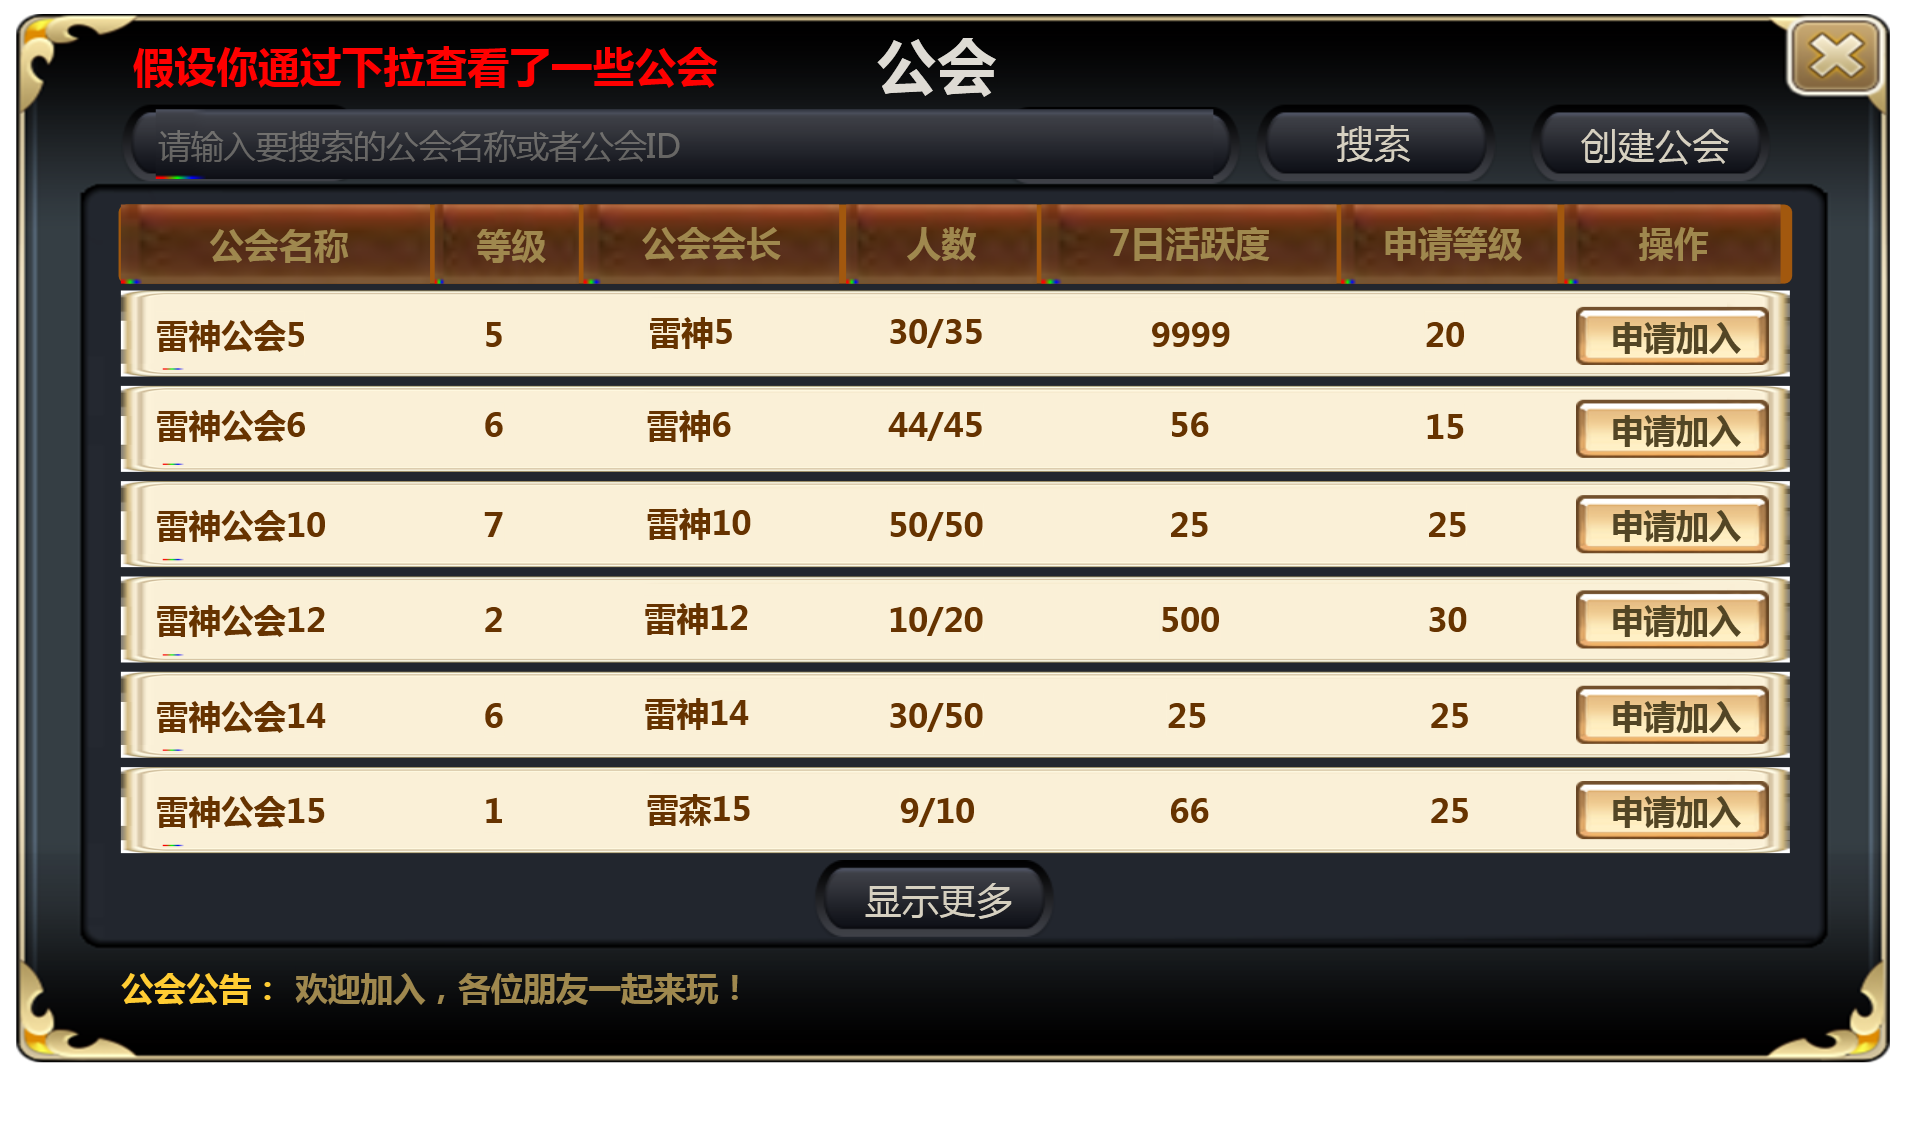 假设你通过下拉查看了一些公会 公会
请输入要搜索的公会名称或者公会ID 搜索 创建公会
公会名称 等级 公会会长 人数 7日活跃度 申请等级 操作
雷神公会5 5 雷神5 30/35 9999 20 申请加入
雷神公会6 6 雷神6 44/45 56 15 申请加入
雷神公会10 7 雷神10 50/50 25 25 申请加入
雷神公会12 2 雷神12 10/20 500 30 申请加入
雷神公会14 6 雷神14 30/50 25 25 申请加入
雷神公会15 1 雷森15 9/10 66 25 申请加入
显示更多
公会公告： 欢迎加入，各位朋友一起来玩！